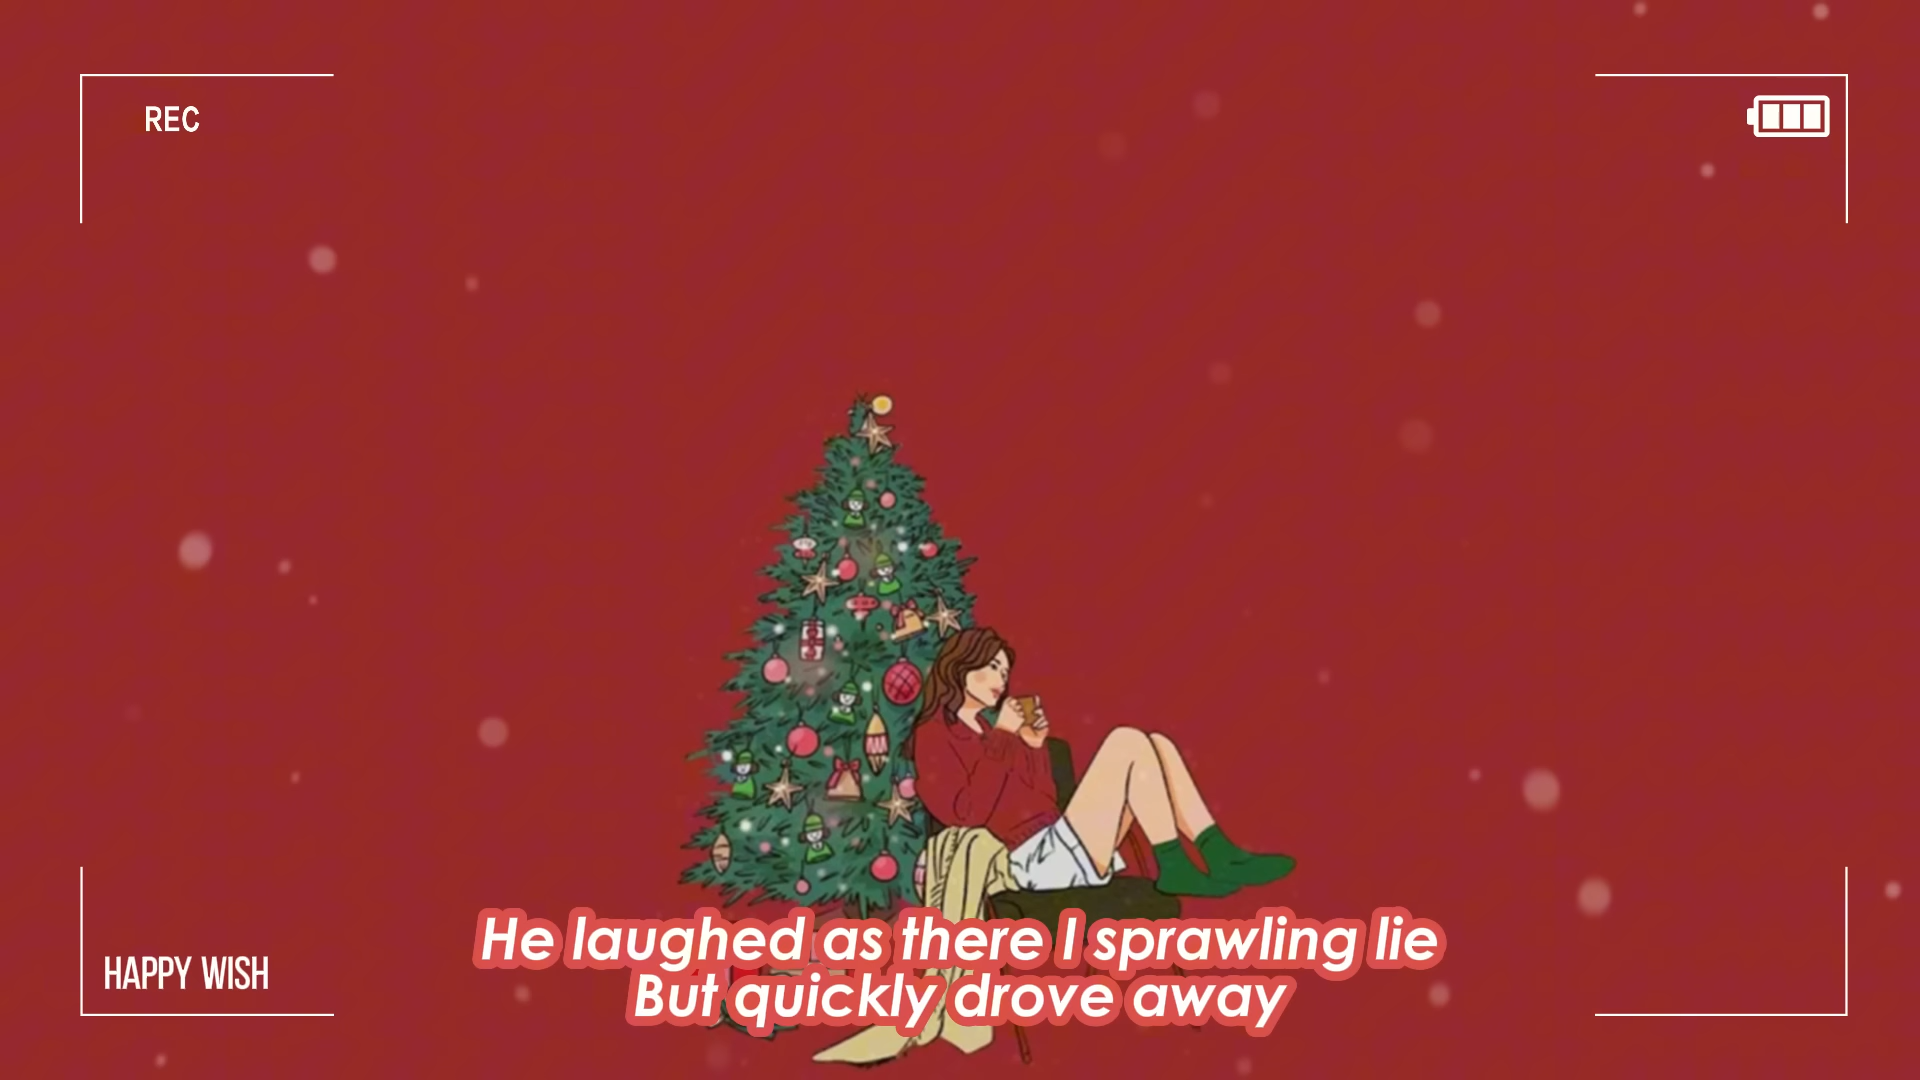 REC
HAPPY WISH
He laughed as there I sprawling lie
But quickly drove away